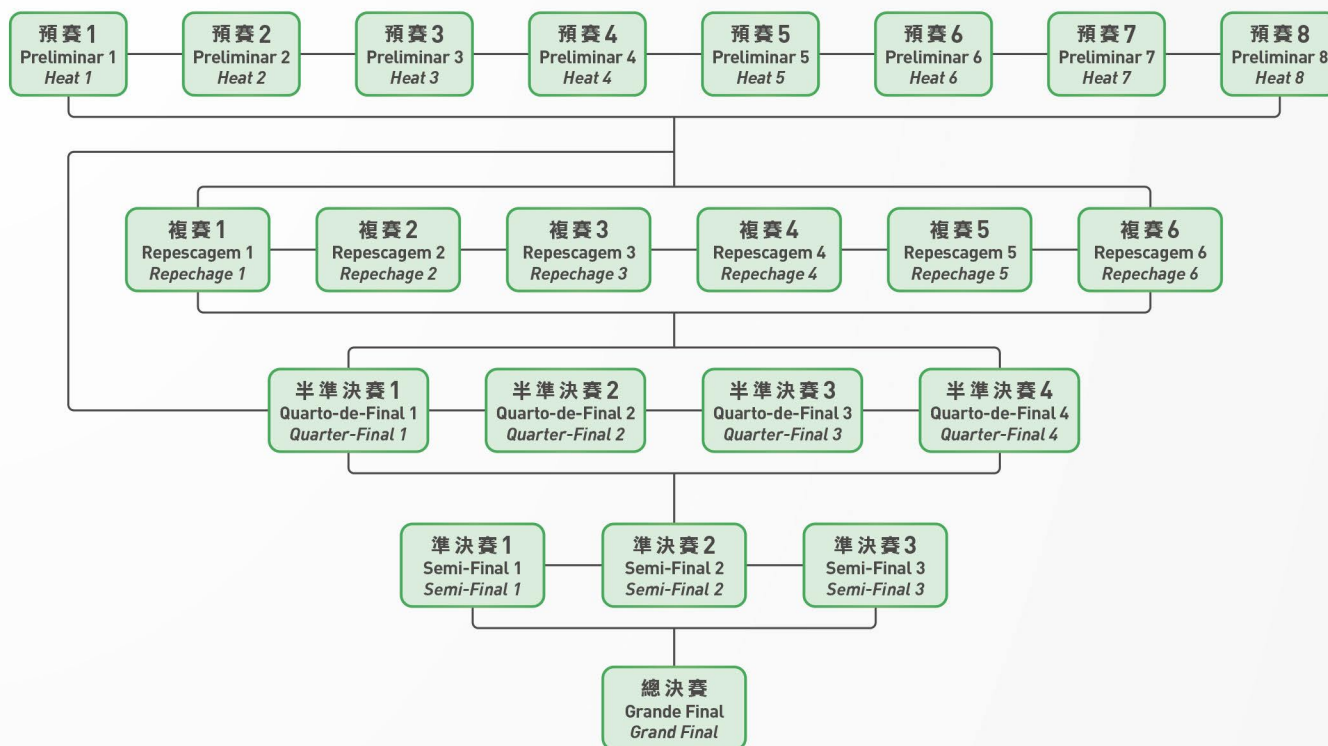 預賽1
Preliminar 1
Heat 1
預賽2
Preliminar 2
Heat 2
預賽3
Preliminar 3
Heat 3
預賽4
Preliminar 4
Heat 4
預賽5
Preliminar 5
Heat 5
預賽6
Preliminar 6
Heat 6
預賽7
Preliminar 7
Heat 7
預賽8
Preliminar 8
Heat 8
複賽1
Repescagem 1
Repechage 1
複賽2
Repescagem 2
Repechage 2
複賽3
Repescagem 3
Repechage 3
複賽4
Repescagem 4
Repechage 4
複賽5
Repescagem 5
Repechage 5
複賽6
Repescagem 6
Repechage 6
半準決賽1
Quarto-de-Final 1
Quarter-Final 1
半準決賽2
Quarto-de-Final 2
Quarter-Final 2
半準決賽3
Quarto-de-Final 3
Quarter-Final 3
半準決賽4
Quarto-de-Final 4
Quarter-Final 4
準決賽1
Semi-Final 1
Semi-Final 1
準決賽2
Semi-Final 2
Semi-Final 2
準決賽3
Semi-Final 3
Semi-Final 3
總決賽
Grande Final
Grand Final